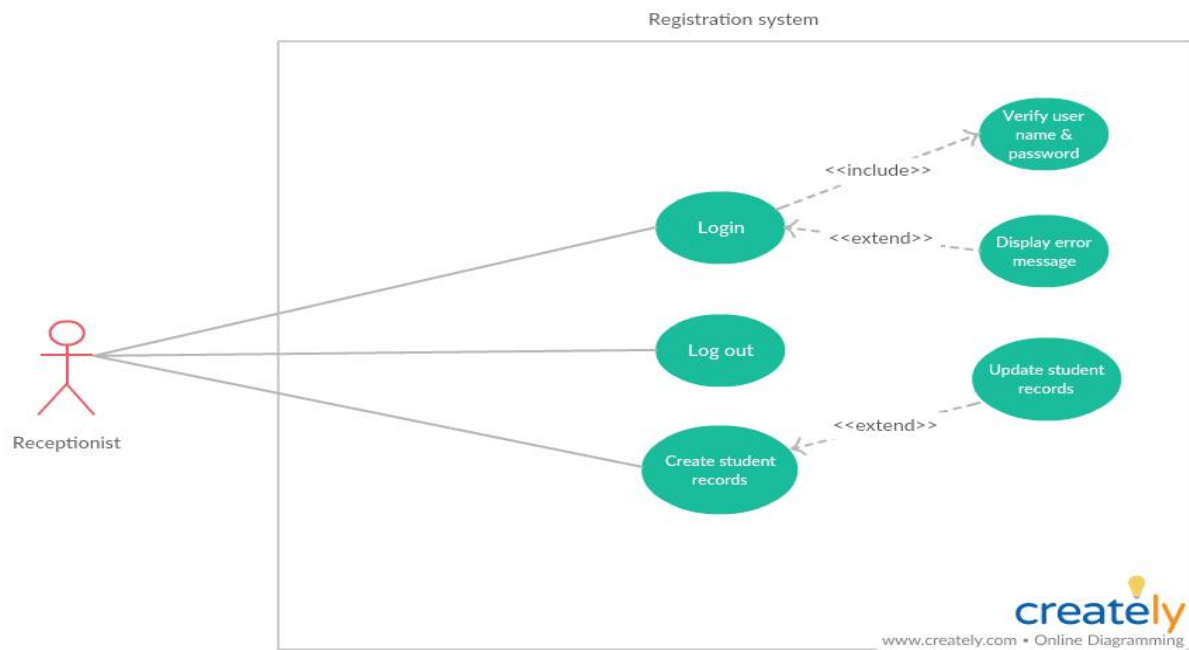 Registration system
Verify user
name &
password
<<include>>
Login
<<extend>>
Display error
message
Log out
Update student
records
<<extend>>
Receptionist
Create student
records
creately
www.creately.com • Online Diagramming